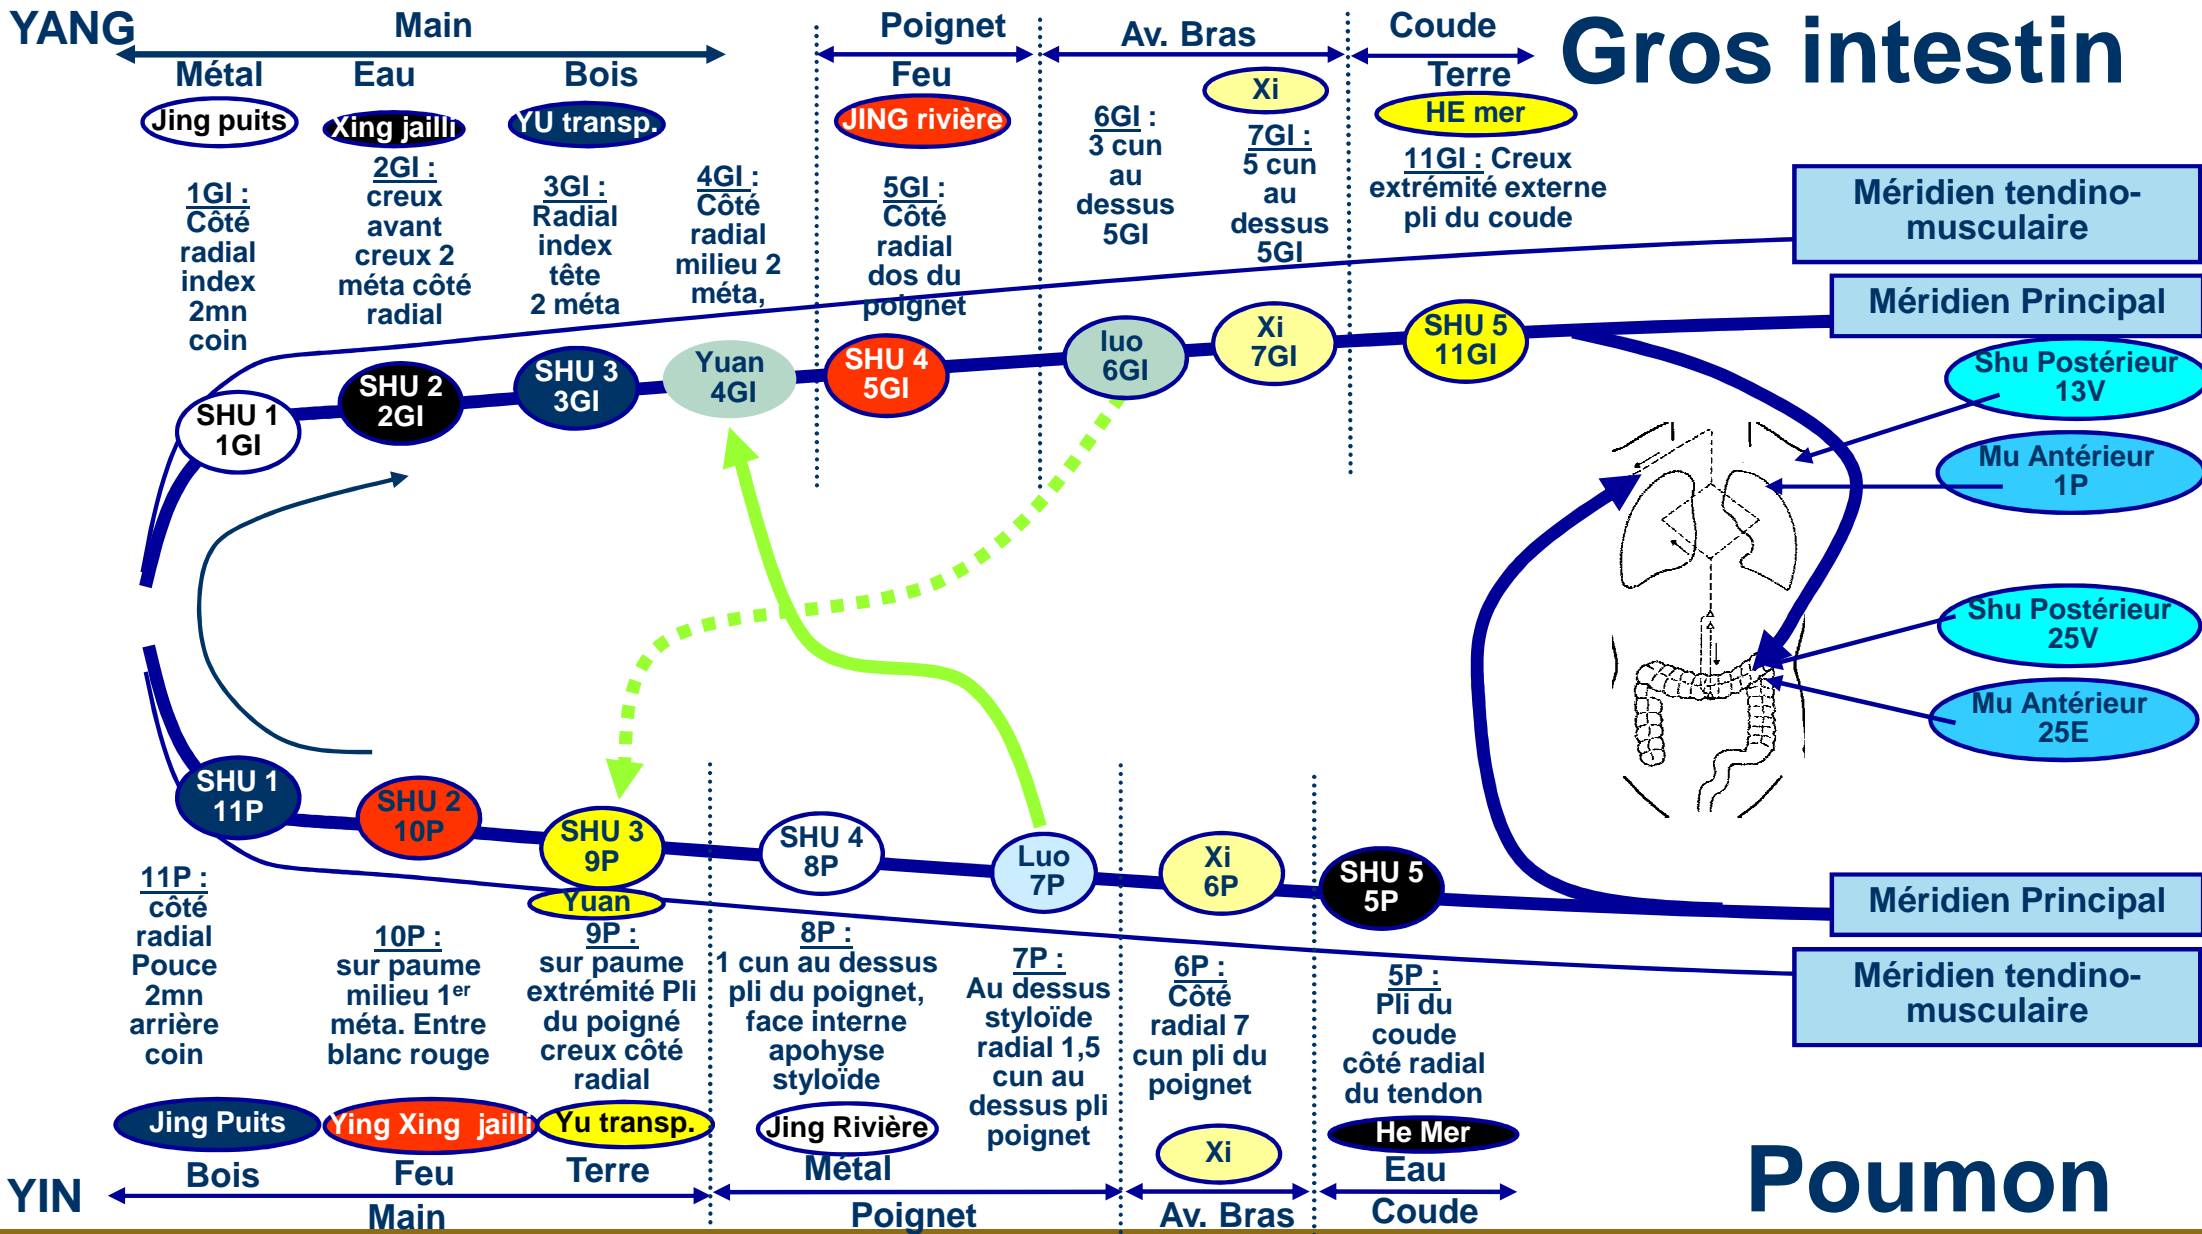 YANG
Main
Poignet
Av. Bras
Coude
Gros intestin
Métal
Eau
Bois
Feu
Terre
Jing puits
Xing jailli
YU transp.
JING rivière
Xi
HE mer
1GI :
Côté
radial
index
2mn
coin
2GI :
creux
avant
creux 2
méta côté
radial
3GI :
Radial
index
tête
2 méta
4GI :
Côté
radial
milieu 2
méta,
5GI :
Côté
radial
dos du
poignet
6GI :
3 cun
au
dessus
5GI
7GI :
5 cun
au
dessus
5GI
11GI : Creux
extrémité externe
pli du coude
Méridien tendino-
musculaire
Méridien Principal
SHU 1
1GI
SHU 2
2GI
SHU 3
3GI
Yuan
4GI
SHU 4
5GI
luo
6GI
Xi
7GI
SHU 5
11GI
Shu Postérieur
13V
Mu Antérieur
1P
Shu Postérieur
25V
Mu Antérieur
25E
SHU 1
11P
SHU 2
10P
SHU 3
9P
Yuan
SHU 4
8P
Luo
7P
Xi
6P
SHU 5
5P
Méridien Principal
Méridien tendino-
musculaire
11P :
côté
radial
Pouce
2mn
arrière
coin
10P :
sur paume
milieu 1er
méta. Entre
blanc rouge
9P :
sur paume
extrémité Pli
du poigné
creux côté
radial
8P :
1 cun au dessus
pli du poignet,
face interne
apohyse
styloïde
7P :
Au dessus
styloïde
radial 1,5
cun au
dessus pli
poignet
6P :
Côté
radial 7
cun pli du
poignet
5P :
Pli du
coude
côté radial
du tendon
Jing Puits
Ying Xing jailli
Yu transp.
Jing Rivière
Xi
He Mer
Bois
Feu
Terre
Métal
Eau
YIN
Main
Poignet
Av. Bras
Coude
Poumon